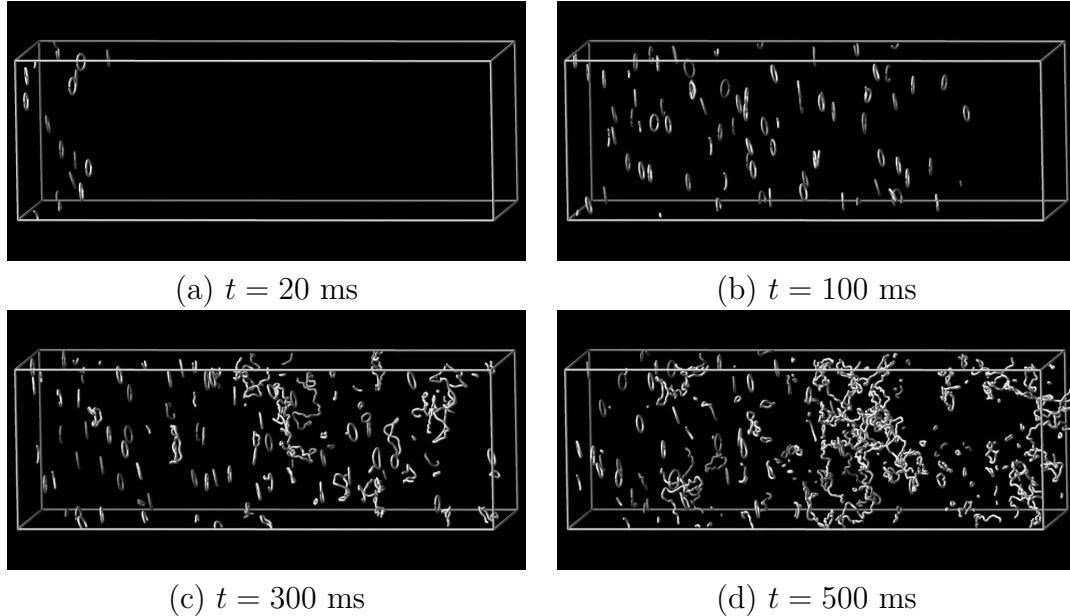 (a) t = 20 ms
(b) t = 100 ms
(c) t = 300 ms
(d) t = 500 ms